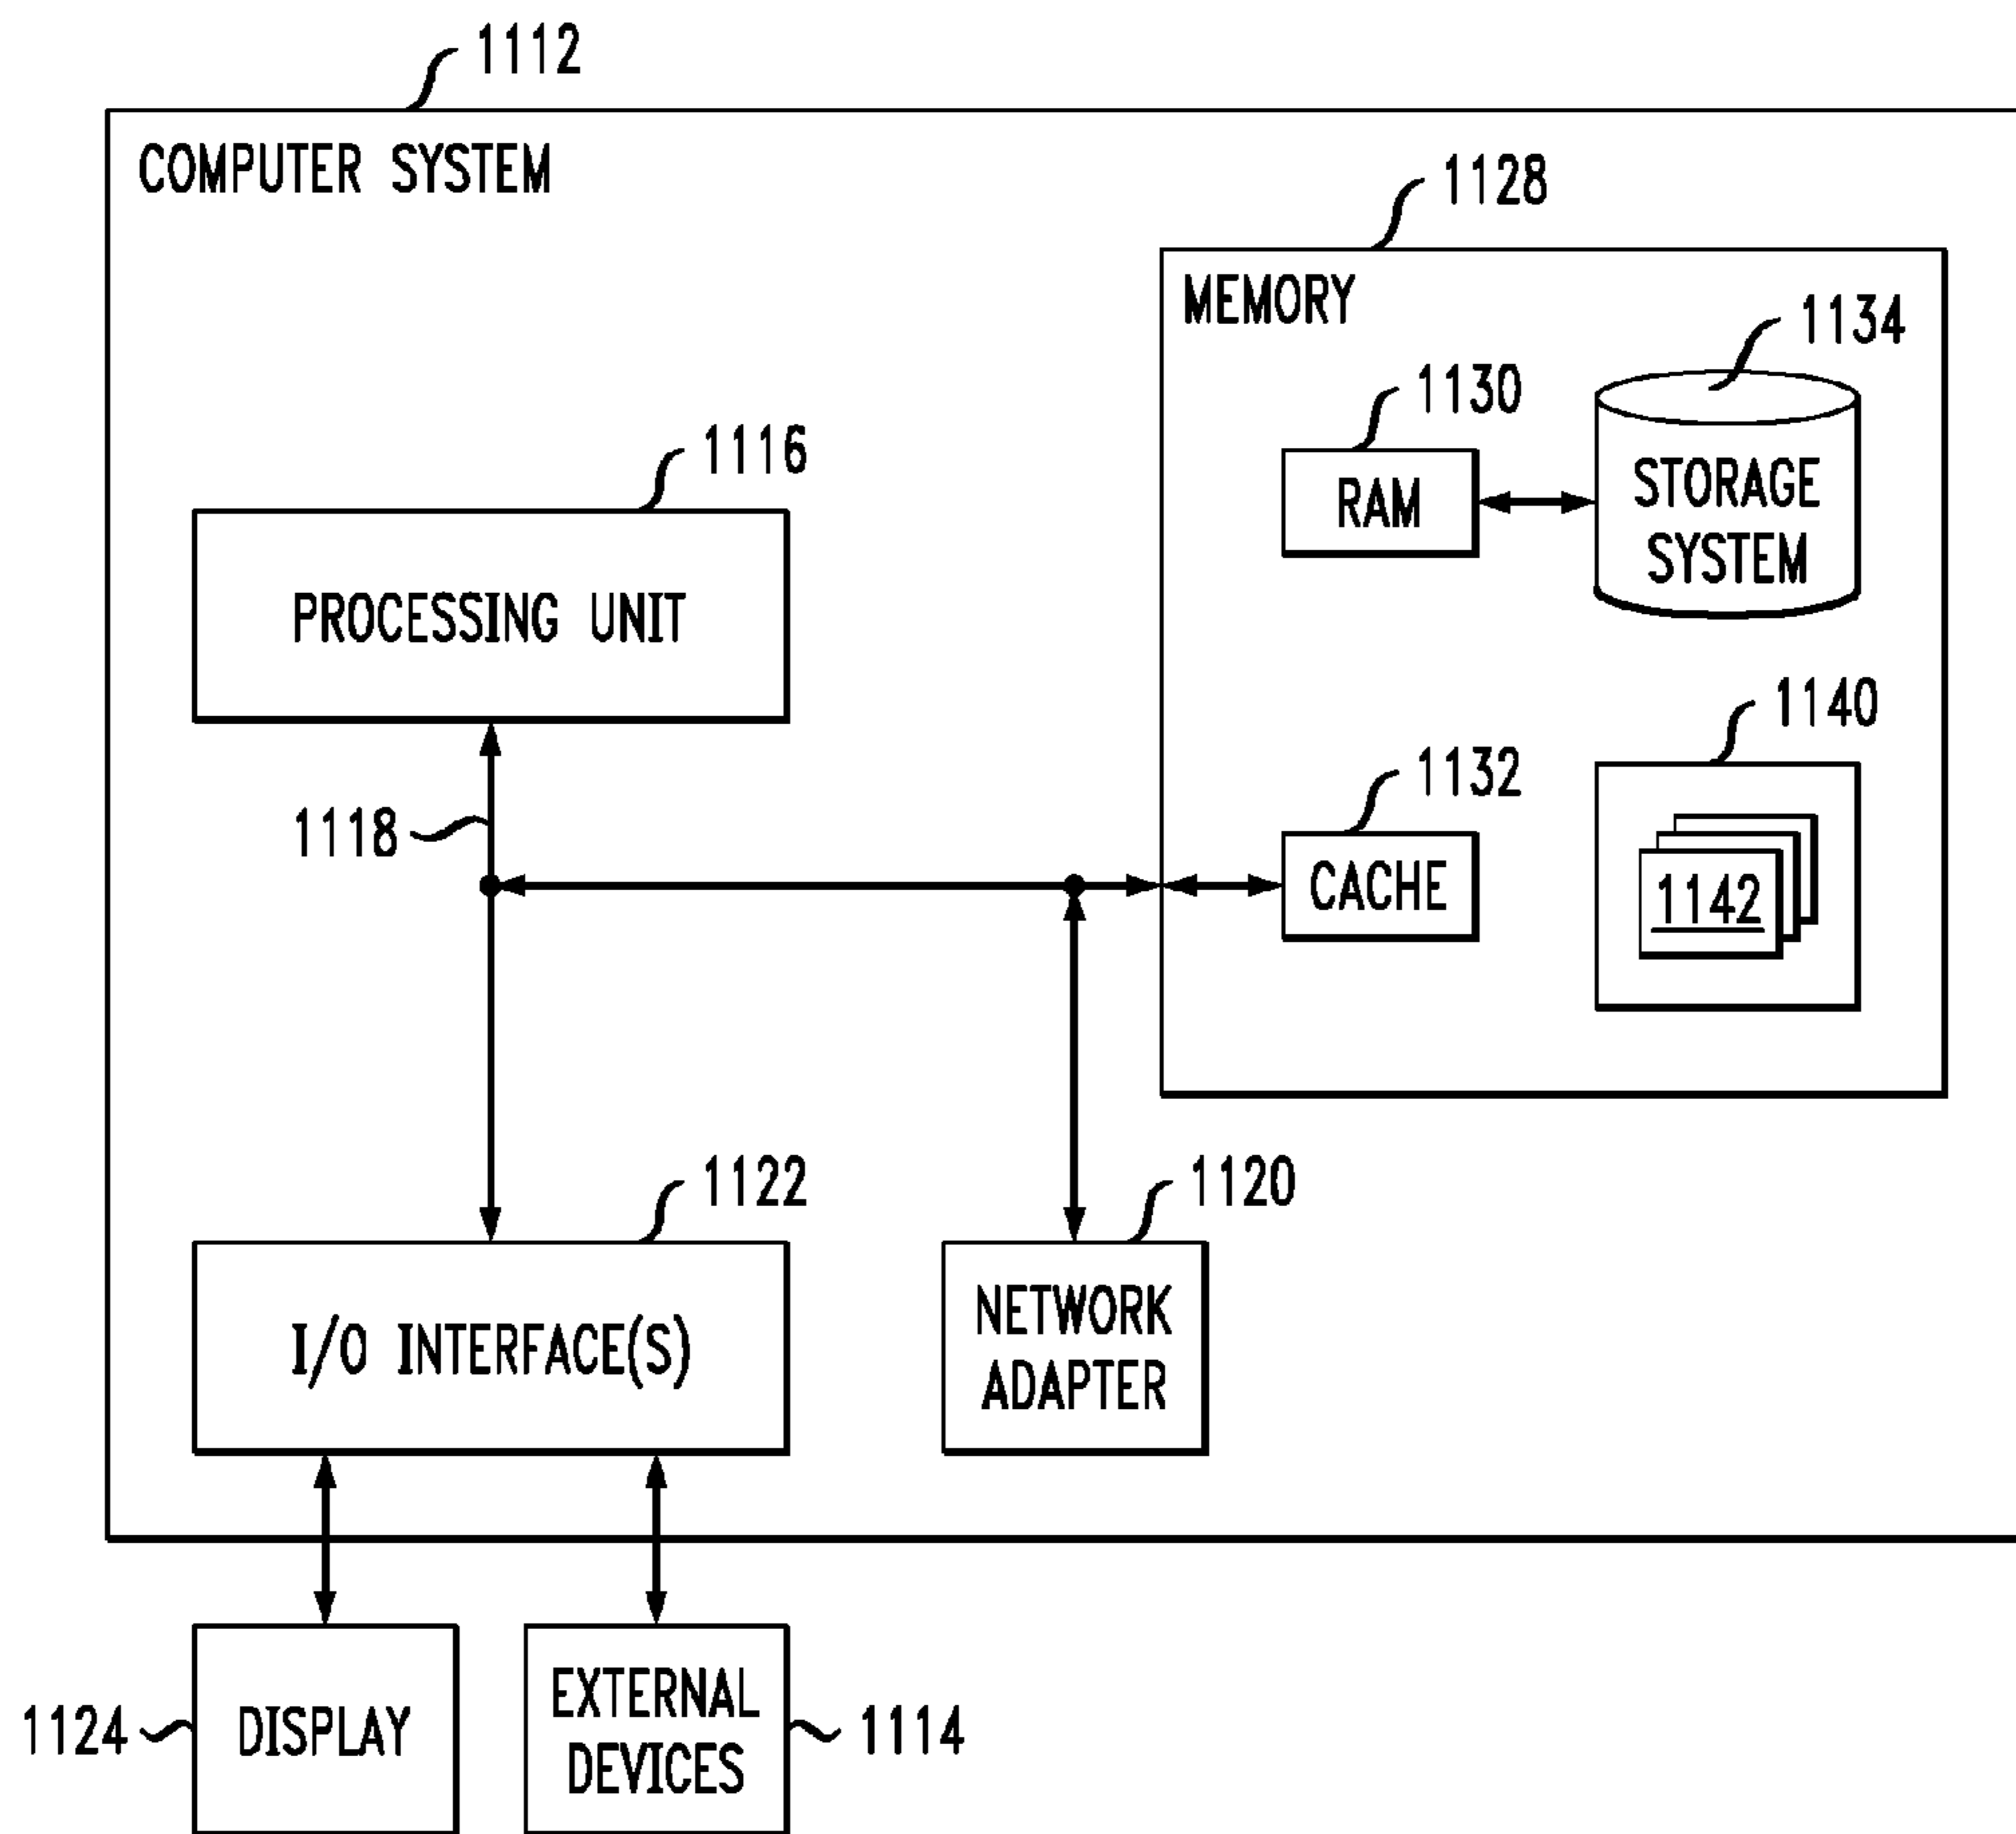 1112
COMPUTER SYSTEM
1128
MEMORY
1134
1130
RAM
STORAGE
SYSTEM
1116
PROCESSING UNIT
1140
1132
CACHE
1142
1118
1122
I/O INTERFACE(S)
1120
NETWORK
ADAPTER
1124
DISPLAY
EXTERNAL
DEVICES
1114